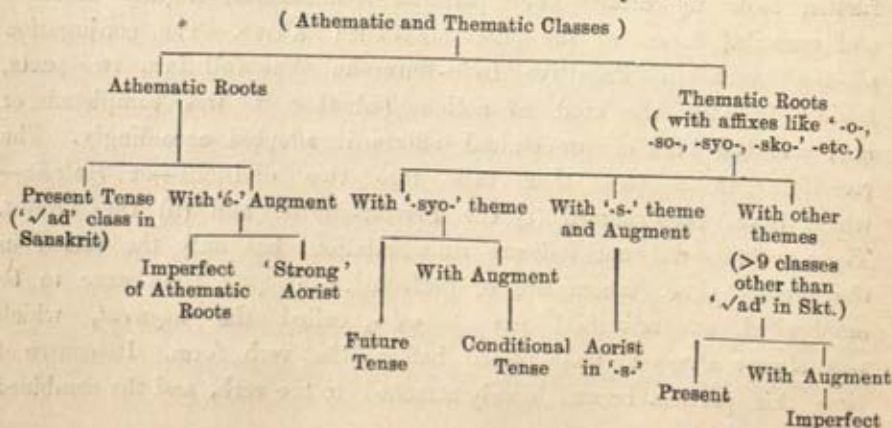 ( Athematic and Thematic Classes )
Athematic Roots
Thematic Roots
( with affixes like ‘ -o-,
-so-, -syo-, -sko-’ -etc.)
Present Tense
(‘√ad’ class in
Sanskrit)
With ‘é-’ Augment
Imperfect
of Athematic
Roots
‘Strong’
Aorist
With ‘-syo-’ theme
With Augment
Future
Tense
Conditional
Tense
With ‘-s-’ theme
and Augment
Aorist
in ‘-s-’
With other
themes
(>9 classes
other than
‘√ad’ in Skt.)
Present
With Augment
Imperfect